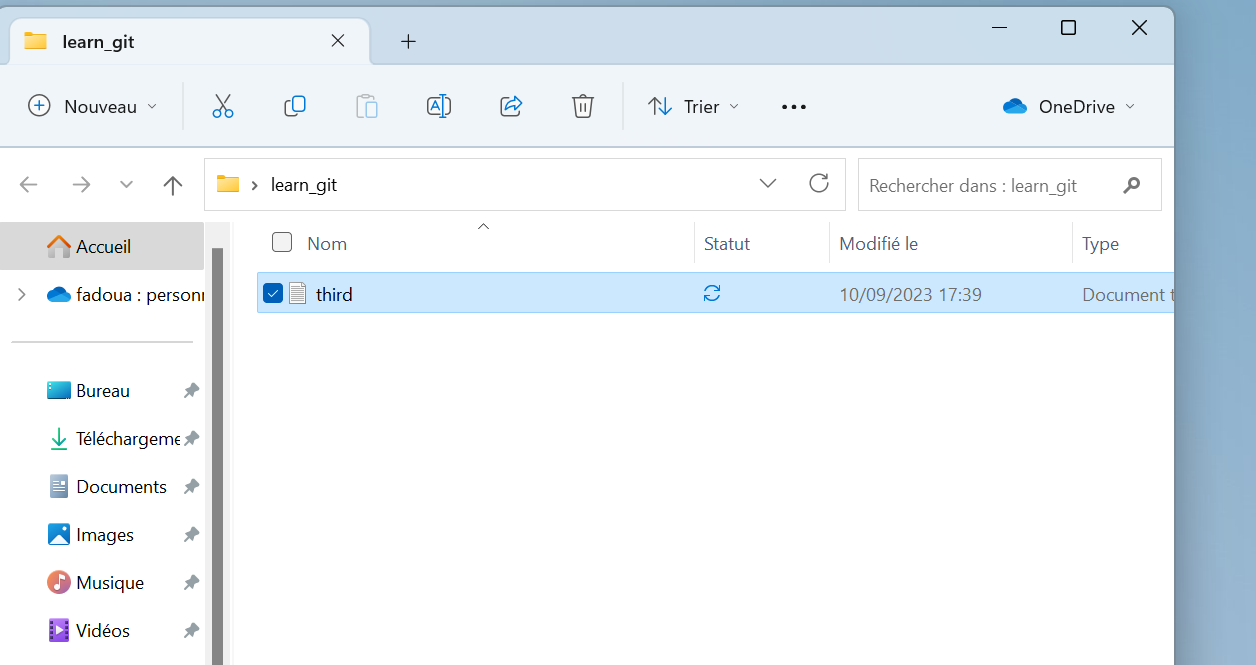 learn_git
Nouveau
Trier
OneDrive
learn_git
Rechercher dans : learn_git
Nom Statut Modifié le Type
third 10/09/2023 17:39 Document t
Accueil
fadoua : personn
Bureau
Téléchargeme
Documents
Images
Musique
Vidéos